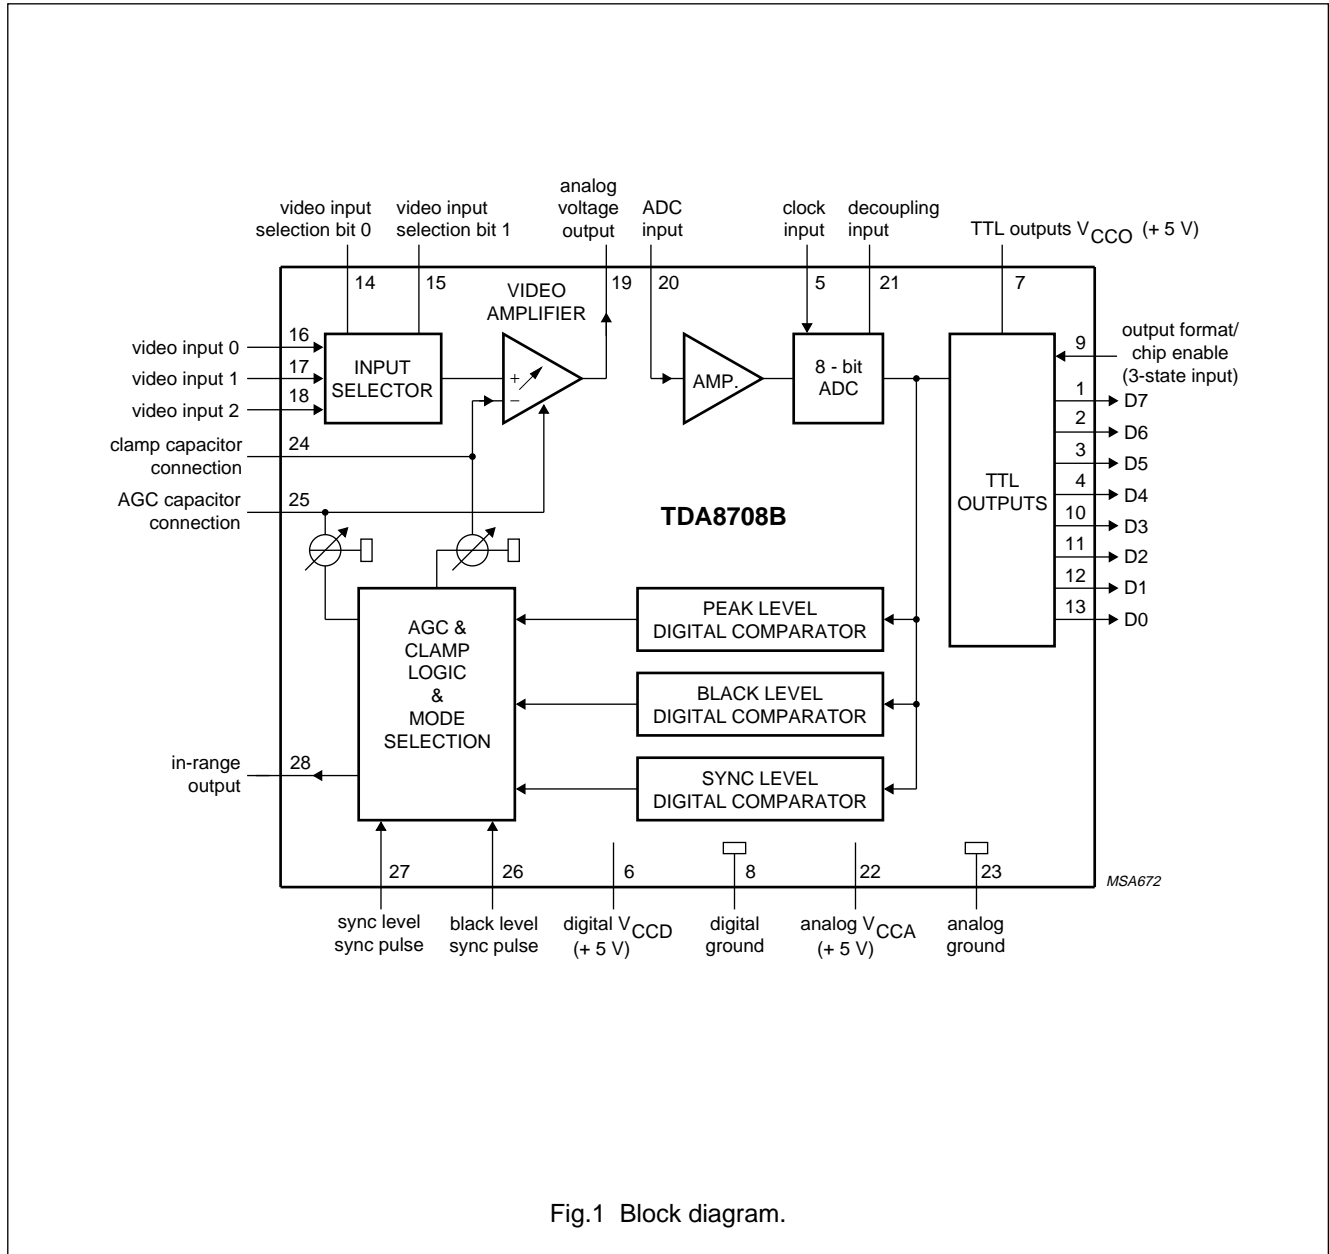 analog
voltage
output
video input
selection bit 0
video input
selection bit 1
ADC
input
clock
input
decoupling
input
TTL outputs VCCO (+ 5 V)
14
15
19
20
5
21
7
VIDEO
AMPLIFIER
video input 0
16
video input 1
17
video input 2
18
INPUT
SELECTOR
+
−
AMP.
8 - bit
ADC
9
output format/
chip enable
(3-state input)
1
D7
2
D6
3
D5
4
D4
10
D3
11
D2
12
D1
13
D0
TTL
OUTPUTS
clamp capacitor
connection
24
AGC capacitor
connection
25
TDA8708B
AGC &
CLAMP
LOGIC
&
MODE
SELECTION
PEAK LEVEL
DIGITAL COMPARATOR
BLACK LEVEL
DIGITAL COMPARATOR
SYNC LEVEL
DIGITAL COMPARATOR
in-range
output
28
27
26
6
8
22
23
MSA672
sync level
sync pulse
black level
sync pulse
digital VCCD
(+ 5 V)
digital
ground
analog VCCA
(+ 5 V)
analog
ground
Fig.1 Block diagram.